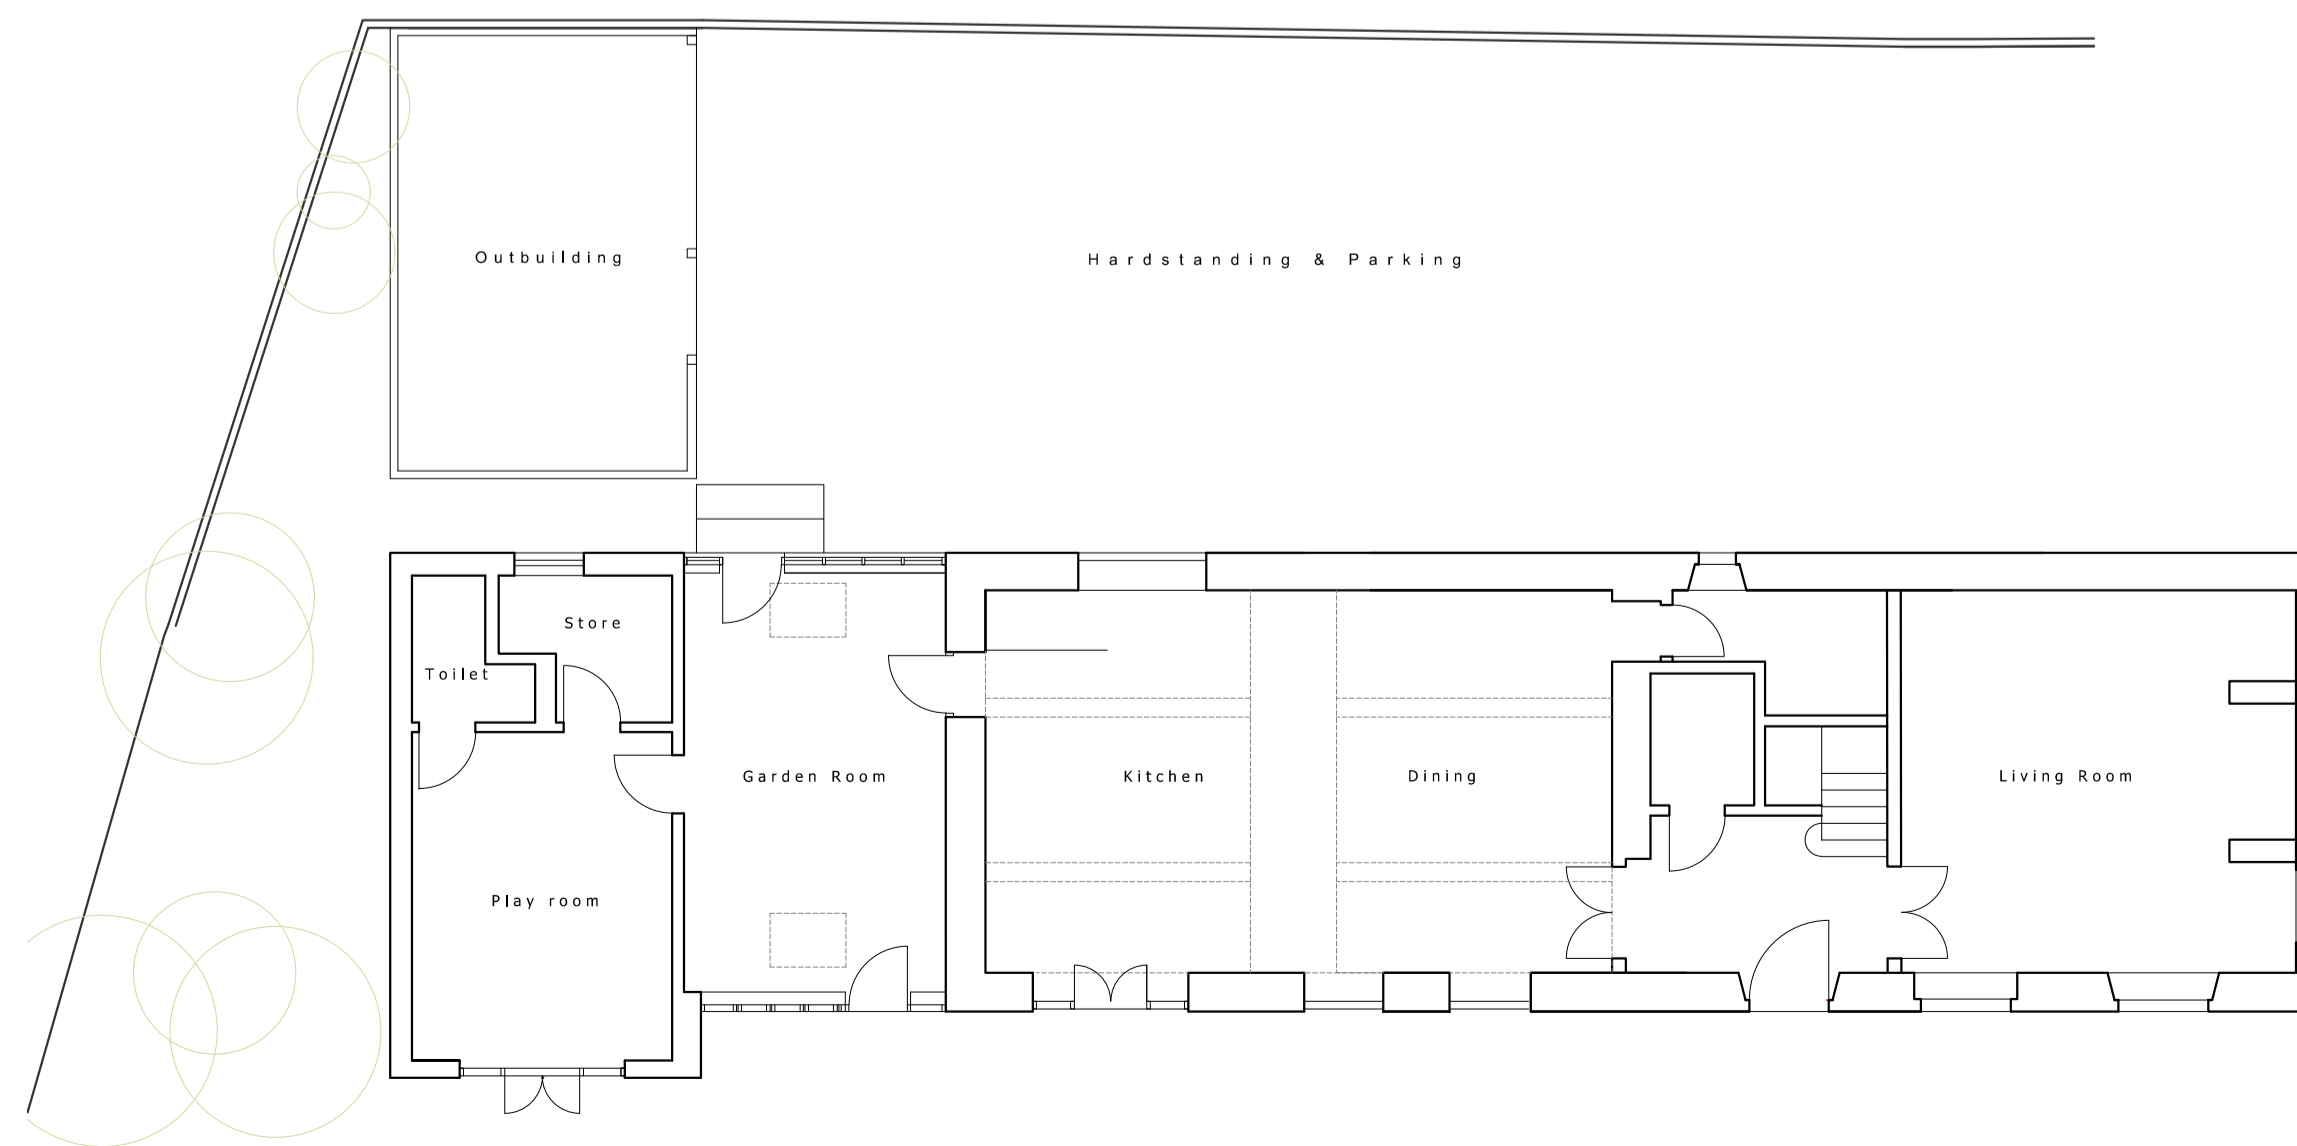 Outbuilding
Hardstanding & Parking
Store
Toilet
Garden Room
Kitchen
Dining
Living Room
Play room